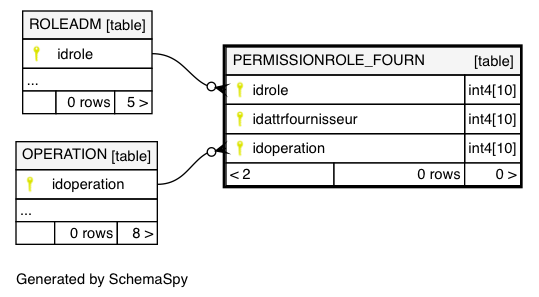 ROLEADM [table]
idrole
...
0 rows 5 >
OPERATION [table]
idoperation
...
0 rows 8 >
PERMISSIONROLE_FOURN [table]
idrole int4[10]
idattrfournisseur int4[10]
idoperation int4[10]
< 2 0 rows 0 >
Generated by SchemaSpy